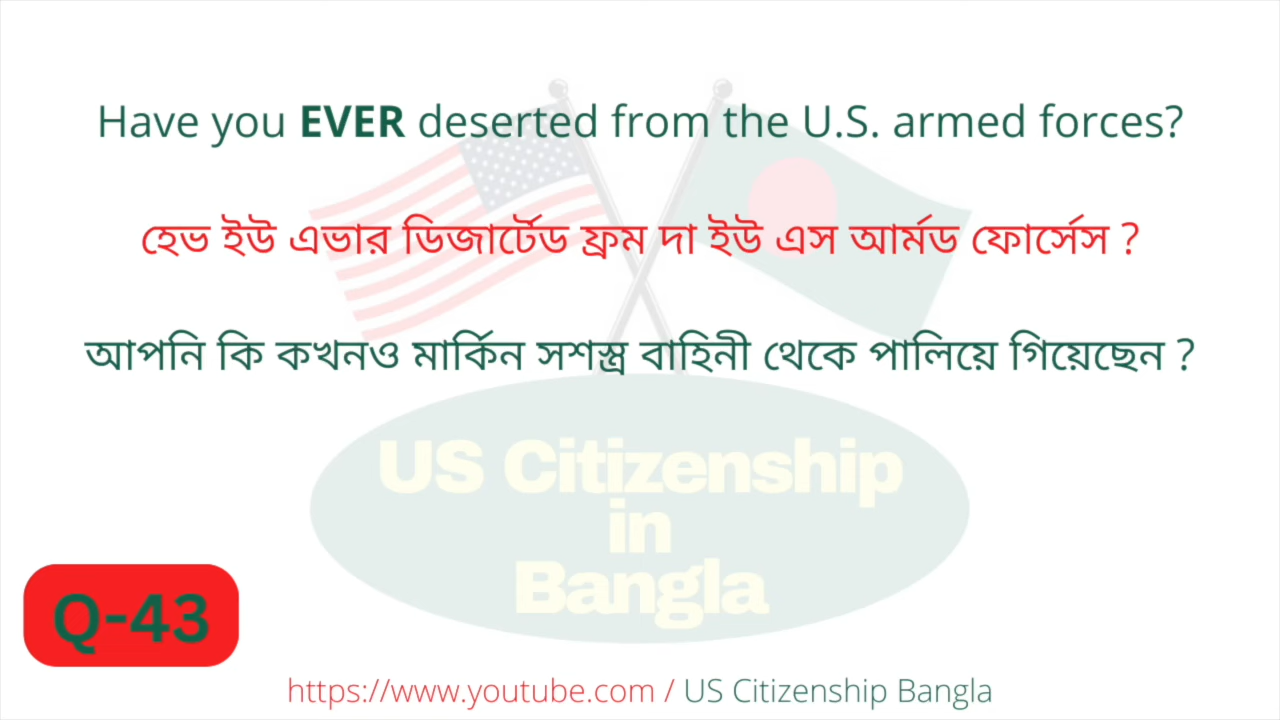 Have you EVER deserted from the U.S. armed forces?
হেভ ইউ এভার ডিজার্টেড ফ্রম দা ইউ এস আর্মড ফোর্সেস ?
আপনি কি কখনও মার্কিন সশস্ত্র বাহিনী থেকে পালিয়ে গিয়েছেন ?
US Citizenship
in
Bangla
Q-43
https://www.youtube.com / US Citizenship Bangla